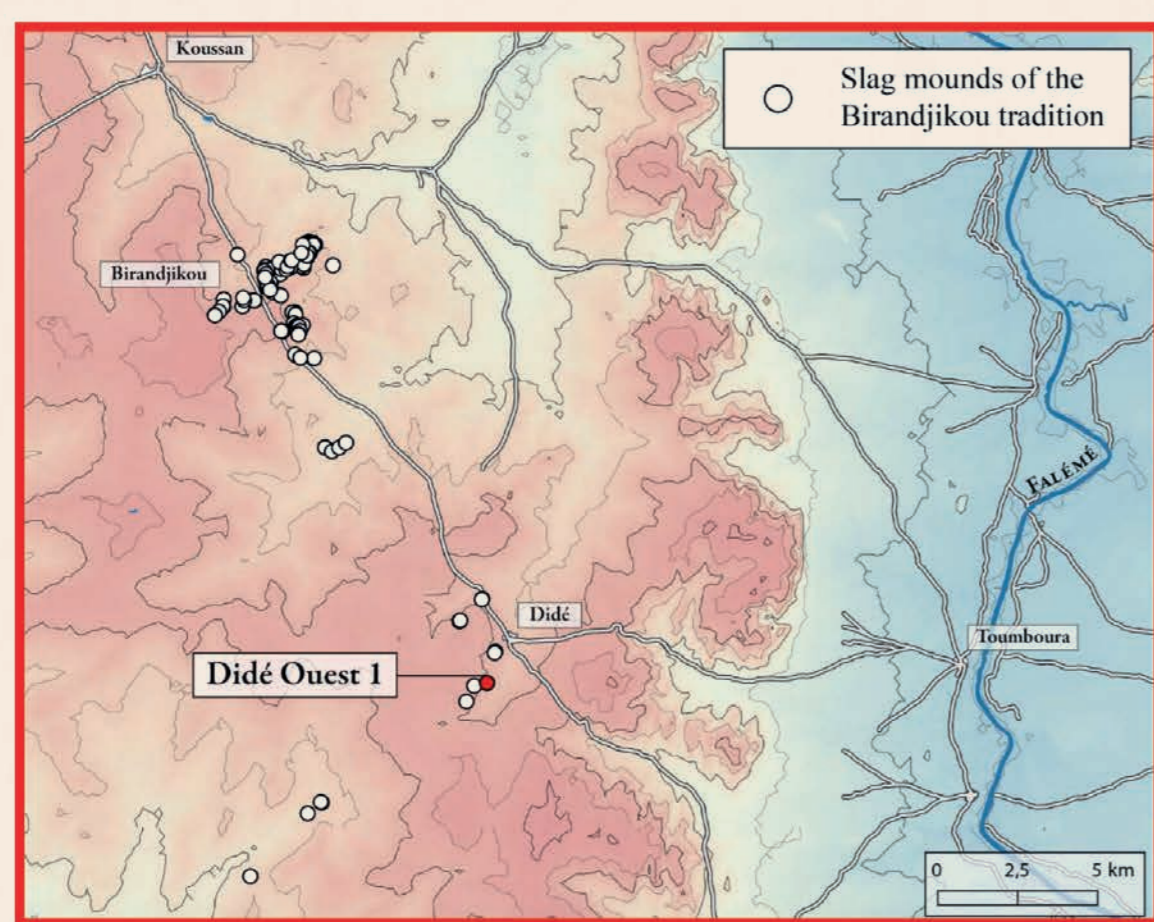 Koussan
Slag mounds of the
Birandjikou tradition
Birandjikou
FALÉMÉ
Didé
Toumboura
Didé Ouest 1
0 2,5 5 km